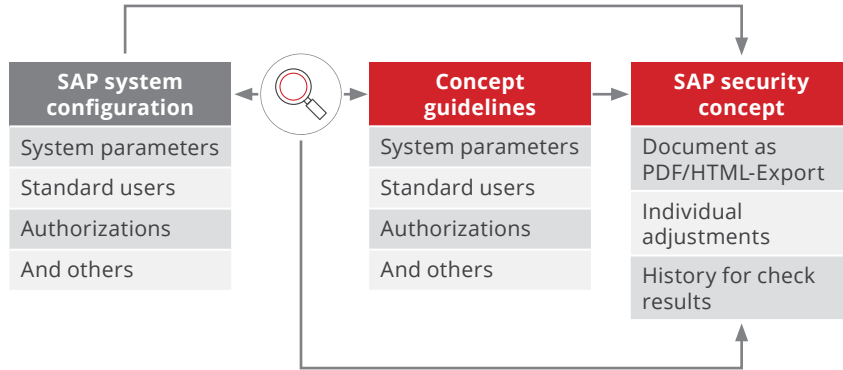 SAP system
configuration
System parameters
Standard users
Authorizations
And others
Concept
guidelines
System parameters
Standard users
Authorizations
And others
SAP security
concept
Document as
PDF/HTML-Export
Individual
adjustments
History for check
results